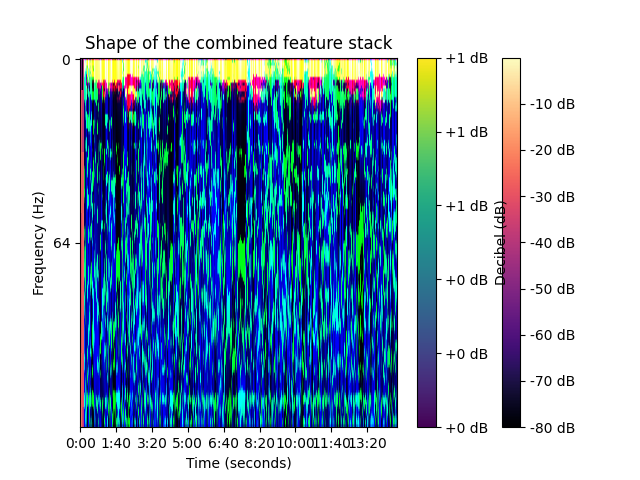 Shape of the combined feature stack
0
64
Frequency (Hz)
0:00 1:40 3:20 5:00 6:40 8:20 10:00 11:40 13:20
Time (seconds)
+1 dB
+1 dB
+1 dB
+0 dB
+0 dB
+0 dB
Decibel (dB)
-10 dB
-20 dB
-30 dB
-40 dB
-50 dB
-60 dB
-70 dB
-80 dB